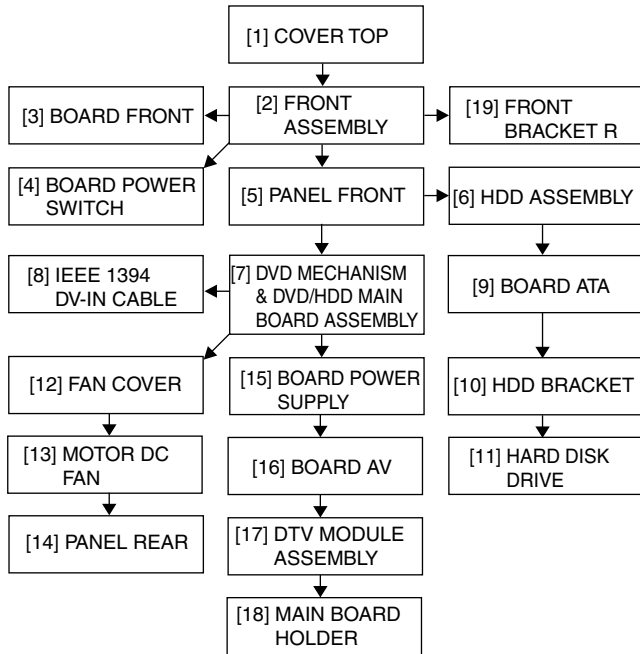 [1] COVER TOP
[3] BOARD FRONT
[2] FRONT
ASSEMBLY
[19] FRONT
BRACKET R
[4] BOARD POWER
SWITCH
[5] PANEL FRONT
[6] HDD ASSEMBLY
[8] IEEE 1394
DV-IN CABLE
[7] DVD MECHANISM
& DVD/HDD MAIN
BOARD ASSEMBLY
[9] BOARD ATA
[12] FAN COVER
[15] BOARD POWER
SUPPLY
[10] HDD BRACKET
[13] MOTOR DC
FAN
[16] BOARD AV
[11] HARD DISK
DRIVE
[14] PANEL REAR
[17] DTV MODULE
ASSEMBLY
[18] MAIN BOARD
HOLDER